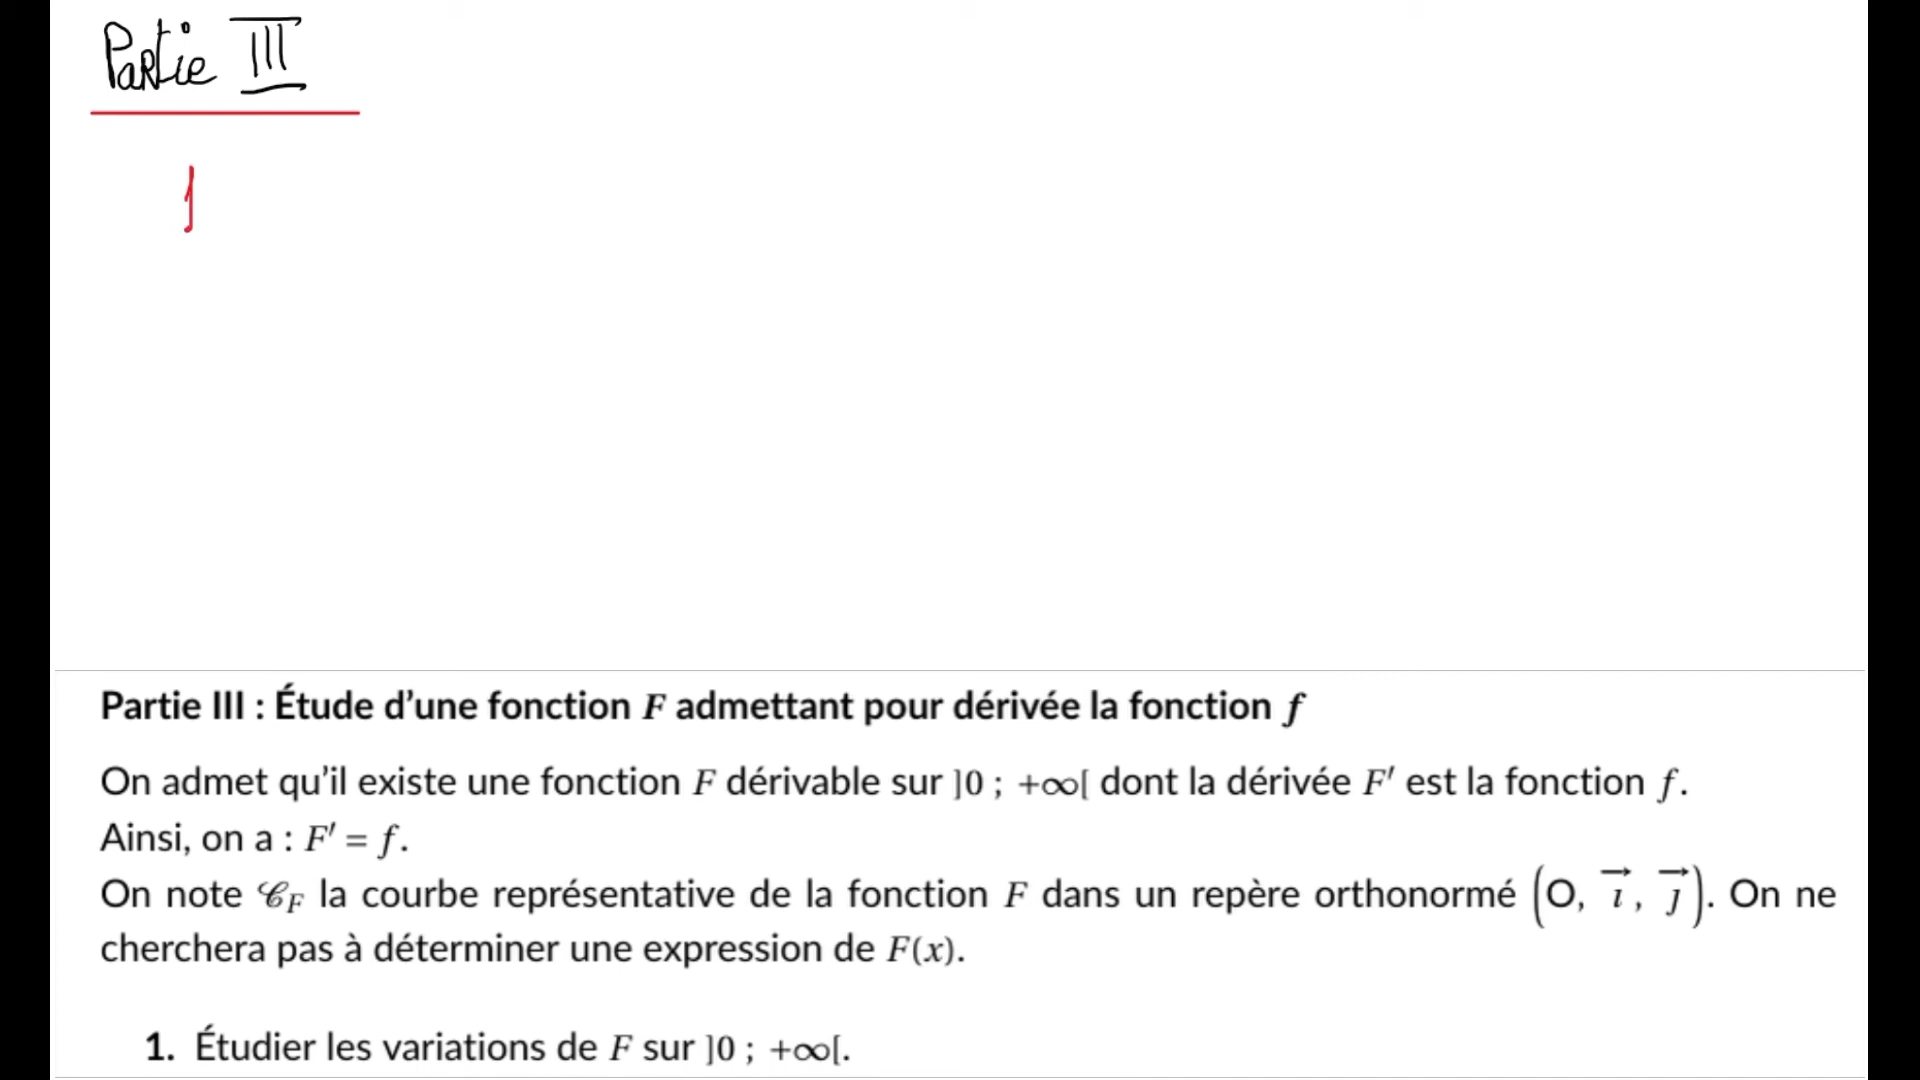 Partie III
1
Partie III : Étude d’une fonction F admettant pour dérivée la fonction f
On admet qu’il existe une fonction F dérivable sur ]0 ; +∞[ dont la dérivée F′ est la fonction f.
Ainsi, on a : F′ = f.
On note 𝒞F la courbe représentative de la fonction F dans un repère orthonormé (O, ı⃗, ȷ⃗). On ne
cherchera pas à déterminer une expression de F(x).
1. Étudier les variations de F sur ]0 ; +∞[.